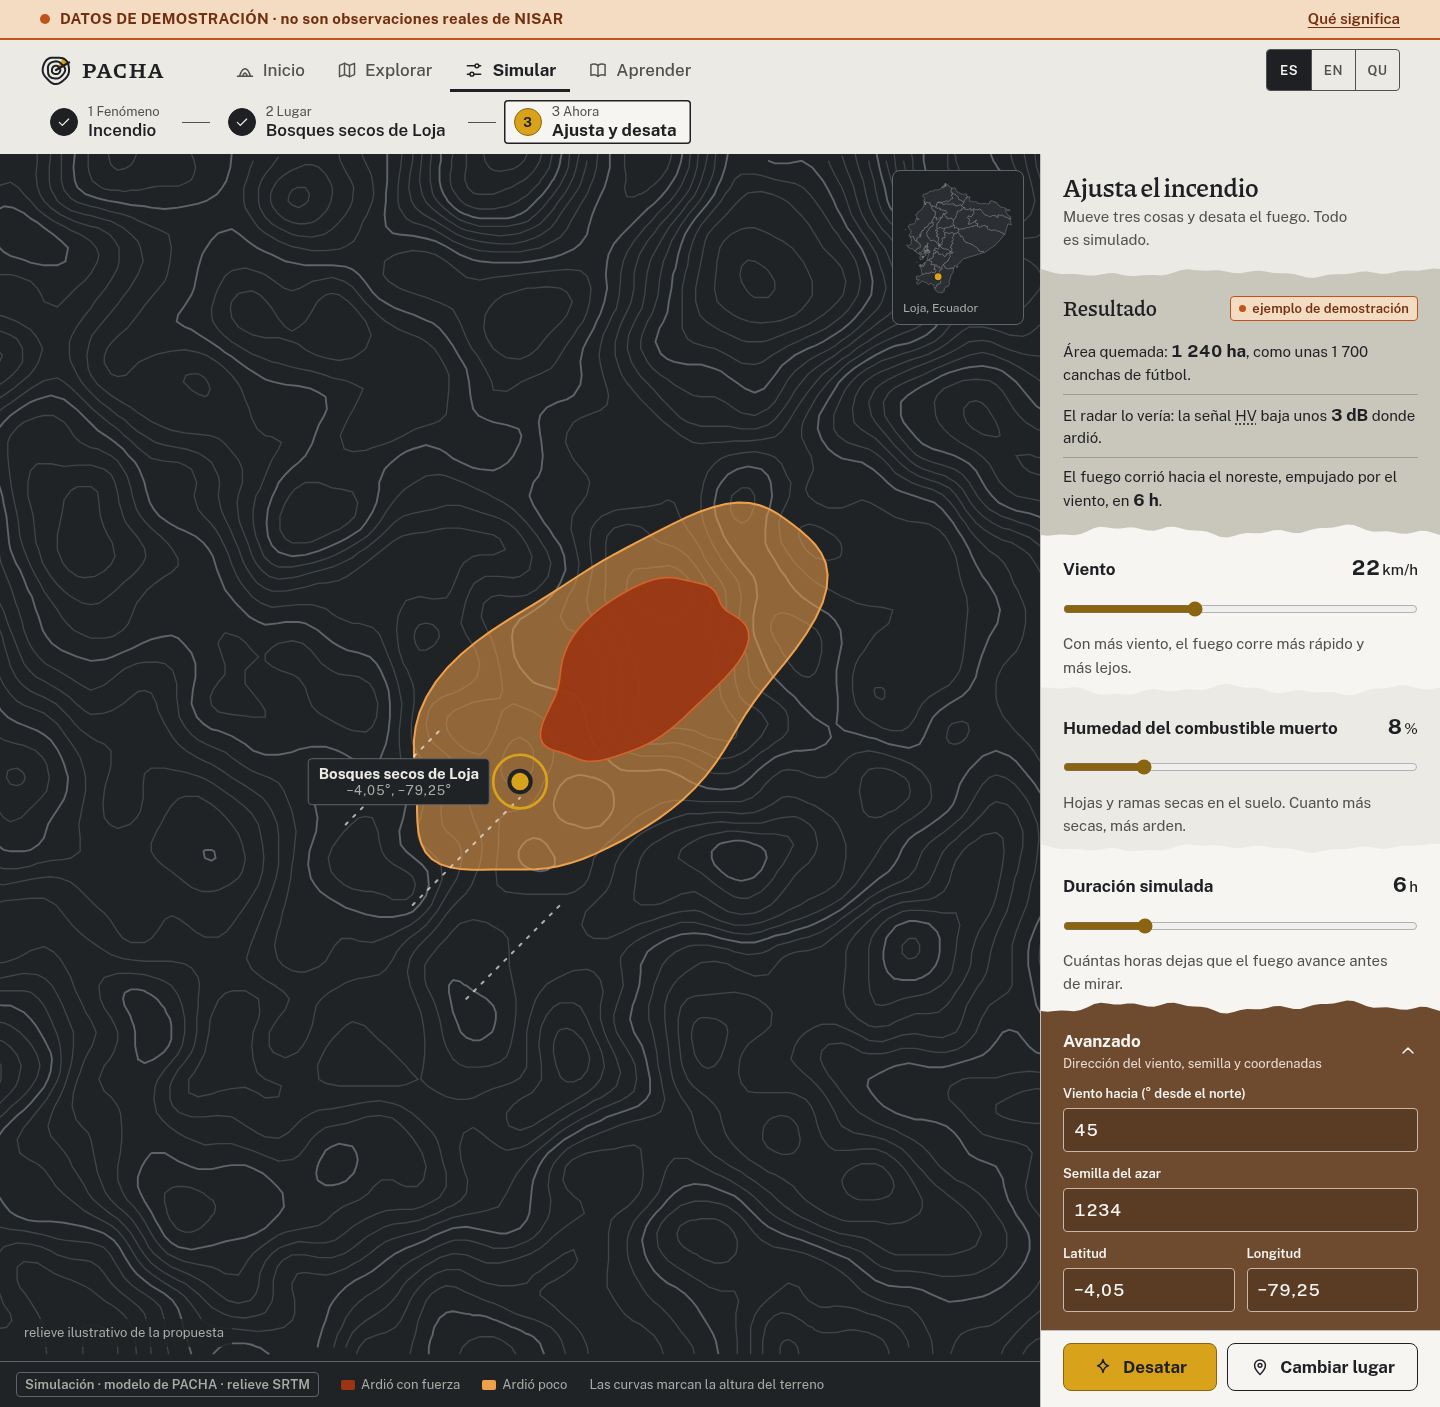 DATOS DE DEMOSTRACIÓN · no son observaciones reales de NISAR
Qué significa
PACHA
Inicio
Explorar
Simular
Aprender
ES
EN
QU
1 Fenómeno
Incendio
2 Lugar
Bosques secos de Loja
3
3 Ahora
Ajusta y desata
Loja, Ecuador
Bosques secos de Loja
−4,05°, −79,25°
relieve ilustrativo de la propuesta
Simulación · modelo de PACHA · relieve SRTM
Ardió con fuerza
Ardió poco
Las curvas marcan la altura del terreno
Ajusta el incendio
Mueve tres cosas y desata el fuego. Todo
es simulado.
Resultado
ejemplo de demostración
Área quemada: 1 240 ha, como unas 1 700
canchas de fútbol.
El radar lo vería: la señal HV baja unos 3 dB donde
ardió.
El fuego corrió hacia el noreste, empujado por el
viento, en 6 h.
Viento
22 km/h
Con más viento, el fuego corre más rápido y
más lejos.
Humedad del combustible muerto
8 %
Hojas y ramas secas en el suelo. Cuanto más
secas, más arden.
Duración simulada
6 h
Cuántas horas dejas que el fuego avance antes
de mirar.
Avanzado
Dirección del viento, semilla y coordenadas
Viento hacia (° desde el norte)
45
Semilla del azar
1234
Latitud
Longitud
−4,05
−79,25
Desatar
Cambiar lugar